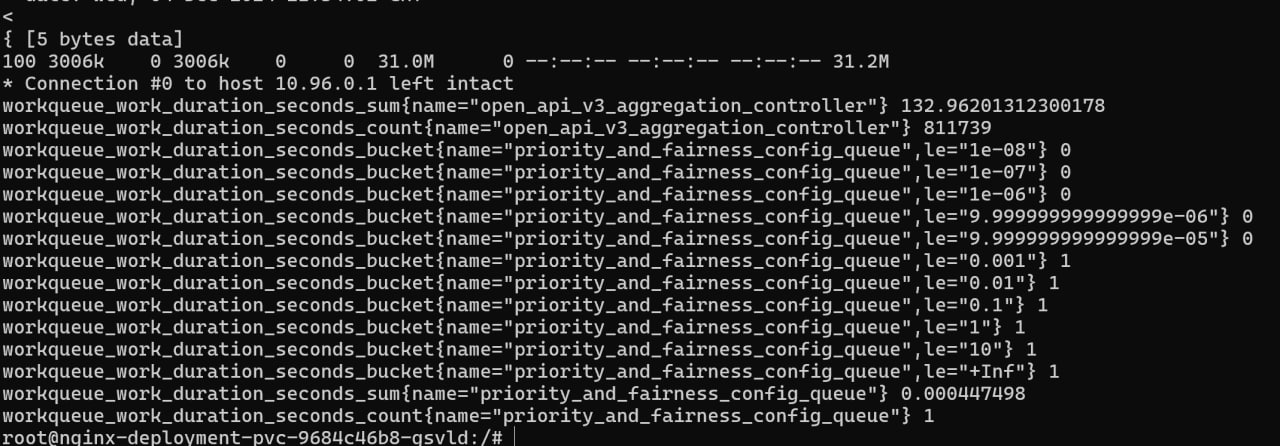 <
{ [5 bytes data]
100 3006k    0 3006k    0     0  31.0M      0 --:--:-- --:--:-- --:--:-- 31.2M
* Connection #0 to host 10.96.0.1 left intact
workqueue_work_duration_seconds_sum{name="open_api_v3_aggregation_controller"} 132.96201312300178
workqueue_work_duration_seconds_count{name="open_api_v3_aggregation_controller"} 811739
workqueue_work_duration_seconds_bucket{name="priority_and_fairness_config_queue",le="1e-08"} 0
workqueue_work_duration_seconds_bucket{name="priority_and_fairness_config_queue",le="1e-07"} 0
workqueue_work_duration_seconds_bucket{name="priority_and_fairness_config_queue",le="1e-06"} 0
workqueue_work_duration_seconds_bucket{name="priority_and_fairness_config_queue",le="9.999999999999999e-06"} 0
workqueue_work_duration_seconds_bucket{name="priority_and_fairness_config_queue",le="9.999999999999999e-05"} 0
workqueue_work_duration_seconds_bucket{name="priority_and_fairness_config_queue",le="0.001"} 1
workqueue_work_duration_seconds_bucket{name="priority_and_fairness_config_queue",le="0.01"} 1
workqueue_work_duration_seconds_bucket{name="priority_and_fairness_config_queue",le="0.1"} 1
workqueue_work_duration_seconds_bucket{name="priority_and_fairness_config_queue",le="1"} 1
workqueue_work_duration_seconds_bucket{name="priority_and_fairness_config_queue",le="10"} 1
workqueue_work_duration_seconds_bucket{name="priority_and_fairness_config_queue",le="+Inf"} 1
workqueue_work_duration_seconds_sum{name="priority_and_fairness_config_queue"} 0.000447498
workqueue_work_duration_seconds_count{name="priority_and_fairness_config_queue"} 1
root@nginx-deployment-pvc-9684c46b8-qsvld:/#